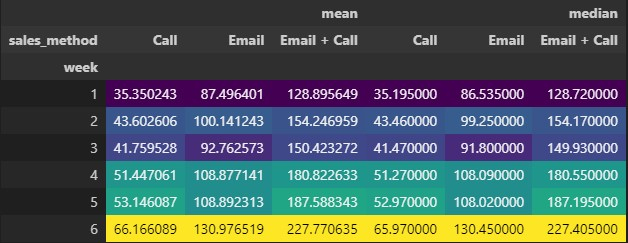 mean median
sales_method Call Email Email + Call Call Email Email + Call
week
1 35.350243 87.496401 128.895649 35.195000 86.535000 128.720000
2 43.602606 100.141243 154.246959 43.460000 99.250000 154.170000
3 41.759528 92.762573 150.423272 41.470000 91.800000 149.930000
4 51.447061 108.877141 180.822633 51.270000 108.090000 180.550000
5 53.146087 108.892313 187.588343 52.970000 108.020000 187.195000
6 66.166089 130.976519 227.770635 65.970000 130.450000 227.405000